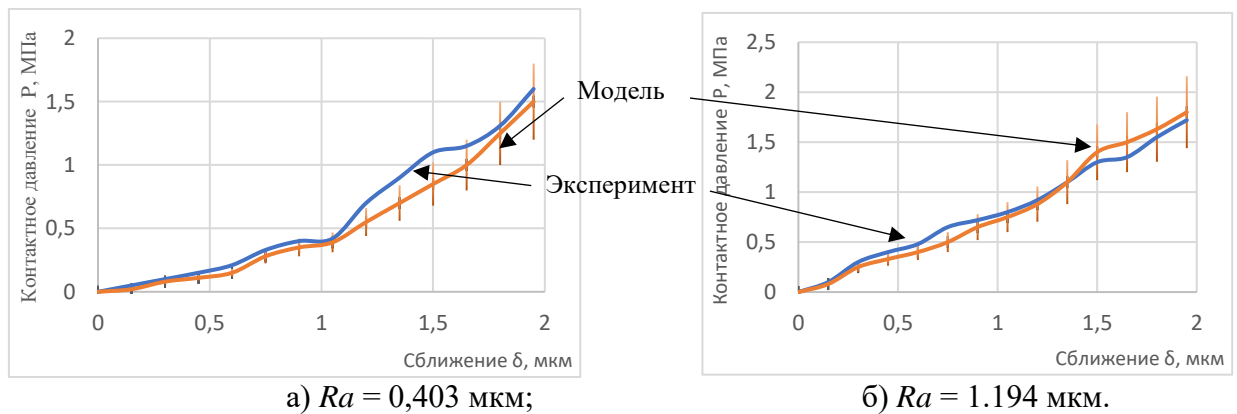 Контактное давление Р, МПа
2
1,5
1
0,5
0
0
0,5
1
1,5
2
Сближение δ, мкм
Модель
Эксперимент
Контактное давление Р, МПа
2,5
2
1,5
1
0,5
0
0
0,5
1
1,5
2
Сближение δ, мкм
а) Ra = 0,403 мкм;
б) Ra = 1.194 мкм.